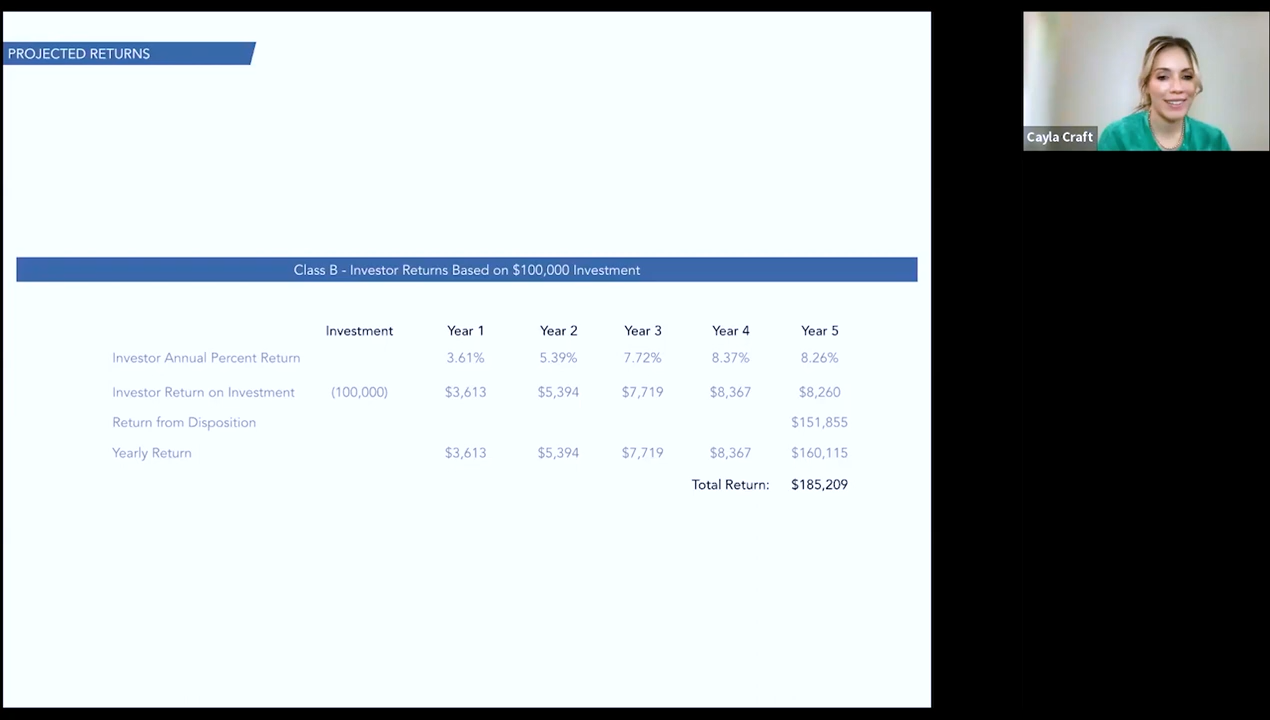 PROJECTED RETURNS
Cayla Craft
Class B - Investor Returns Based on $100,000 Investment
Investment Year 1 Year 2 Year 3 Year 4 Year 5
Investor Annual Percent Return 3.61% 5.39% 7.72% 8.37% 8.26%
Investor Return on Investment (100,000) $3,613 $5,394 $7,719 $8,367 $8,260
Return from Disposition $151,855
Yearly Return $3,613 $5,394 $7,719 $8,367 $160,115
Total Return: $185,209